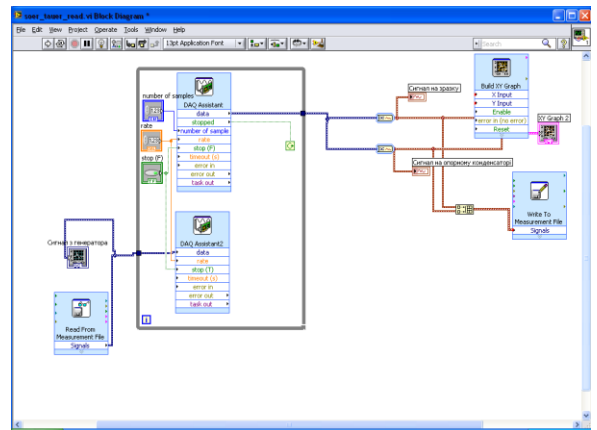 sver_touer_reed.vi Block Diagram *
File Edit View Project Operate Tools Window Help
13pt Application Font
Search
number of samples
rate
stop (F)
DAQ Assistant
data
stopped
number of sample
rate
stop (F)
timeout (s)
error in
error out
task out
Сигнал на зразку
Build XY Graph
X Input
Y Input
Enable
error in (no error)
Reset
XY Graph 2
Сигнал на опорному конденсаторі
Write To
Measurement File
Signals
Сигнал з генератора
DAQ Assistant2
data
rate
stop (T)
timeout (s)
error in
error out
task out
Read From
Measurement File
Signals
i